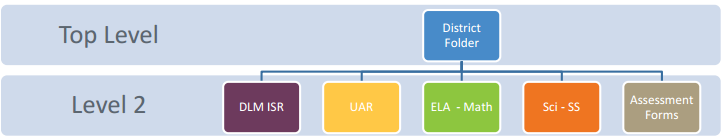 Top Level
District
Folder
Level 2
DLM ISR
UAR
ELA - Math
Sci - SS
Assessment
Forms